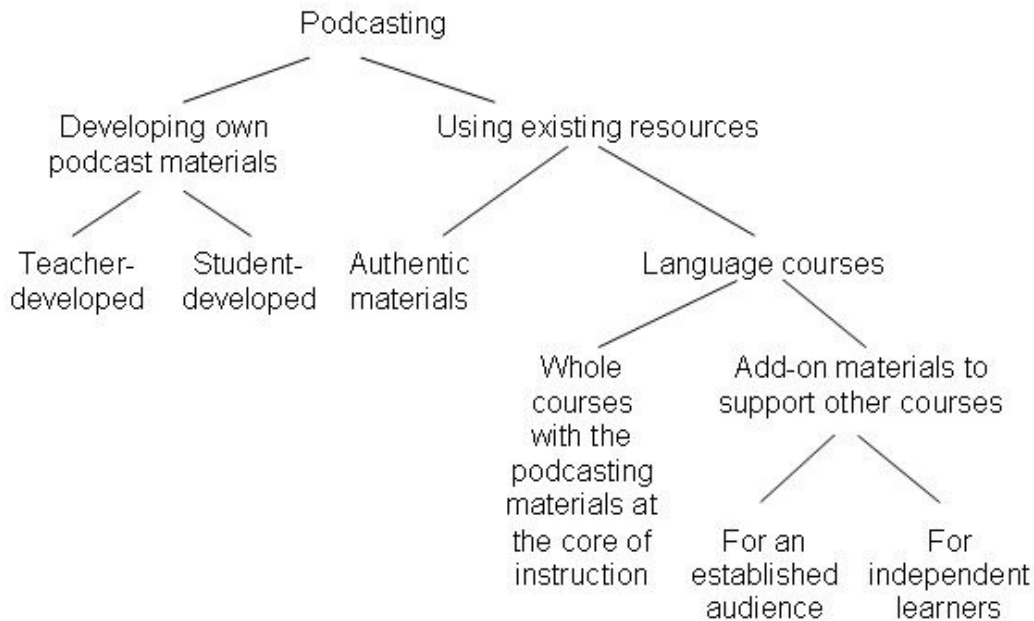 Podcasting
Developing own
podcast materials
Using existing resources
Teacher-
developed
Student-
developed
Authentic
materials
Language courses
Whole
courses
with the
podcasting
materials at
the core of
instruction
Add-on materials to
support other courses
For an
established
audience
For
independent
learners